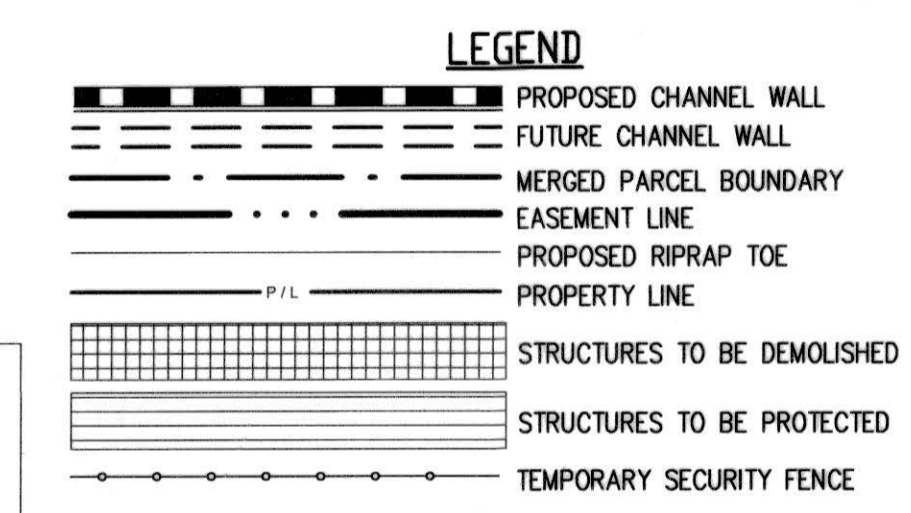 LEGEND
PROPOSED CHANNEL WALL
FUTURE CHANNEL WALL
MERGED PARCEL BOUNDARY
EASEMENT LINE
PROPOSED RIPRAP TOE
P/L PROPERTY LINE
STRUCTURES TO BE DEMOLISHED
STRUCTURES TO BE PROTECTED
TEMPORARY SECURITY FENCE